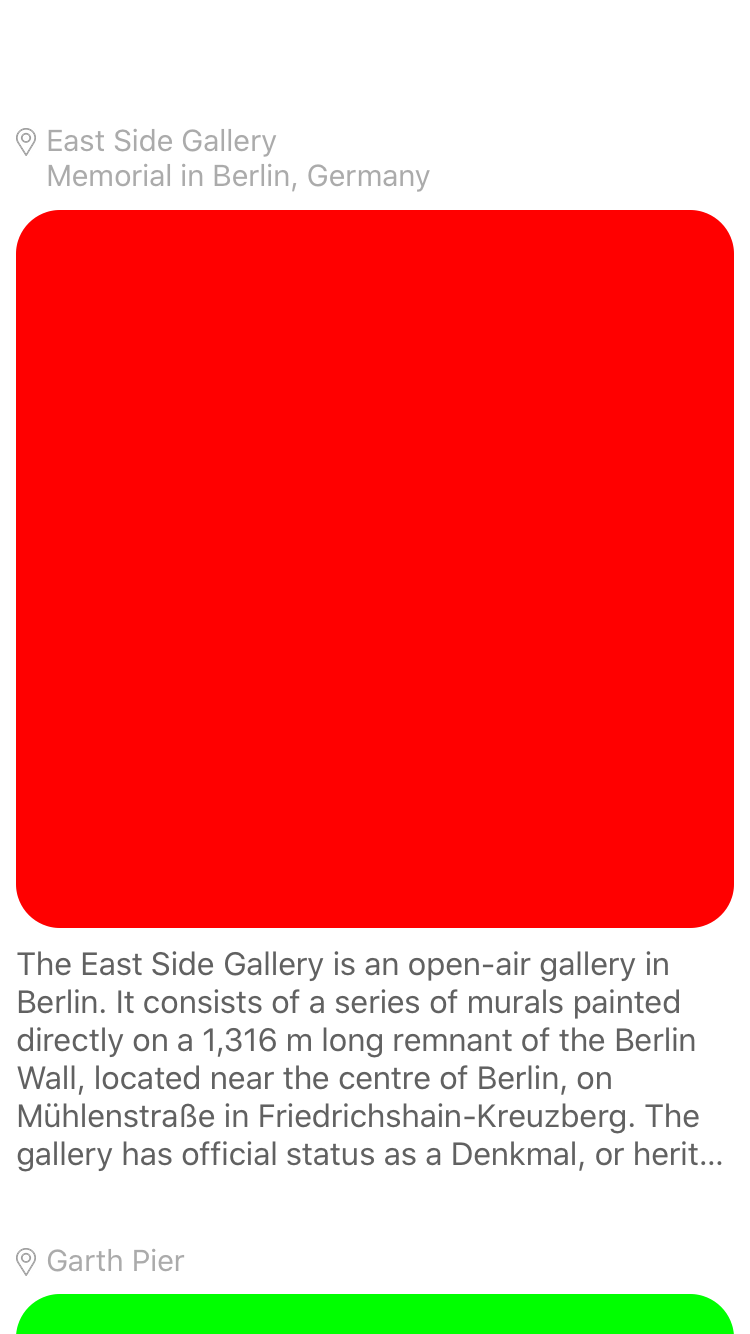 East Side Gallery
Memorial in Berlin, Germany
The East Side Gallery is an open-air gallery in
Berlin. It consists of a series of murals painted
directly on a 1,316 m long remnant of the Berlin
Wall, located near the centre of Berlin, on
Mühlenstraße in Friedrichshain-Kreuzberg. The
gallery has official status as a Denkmal, or herit...
Garth Pier